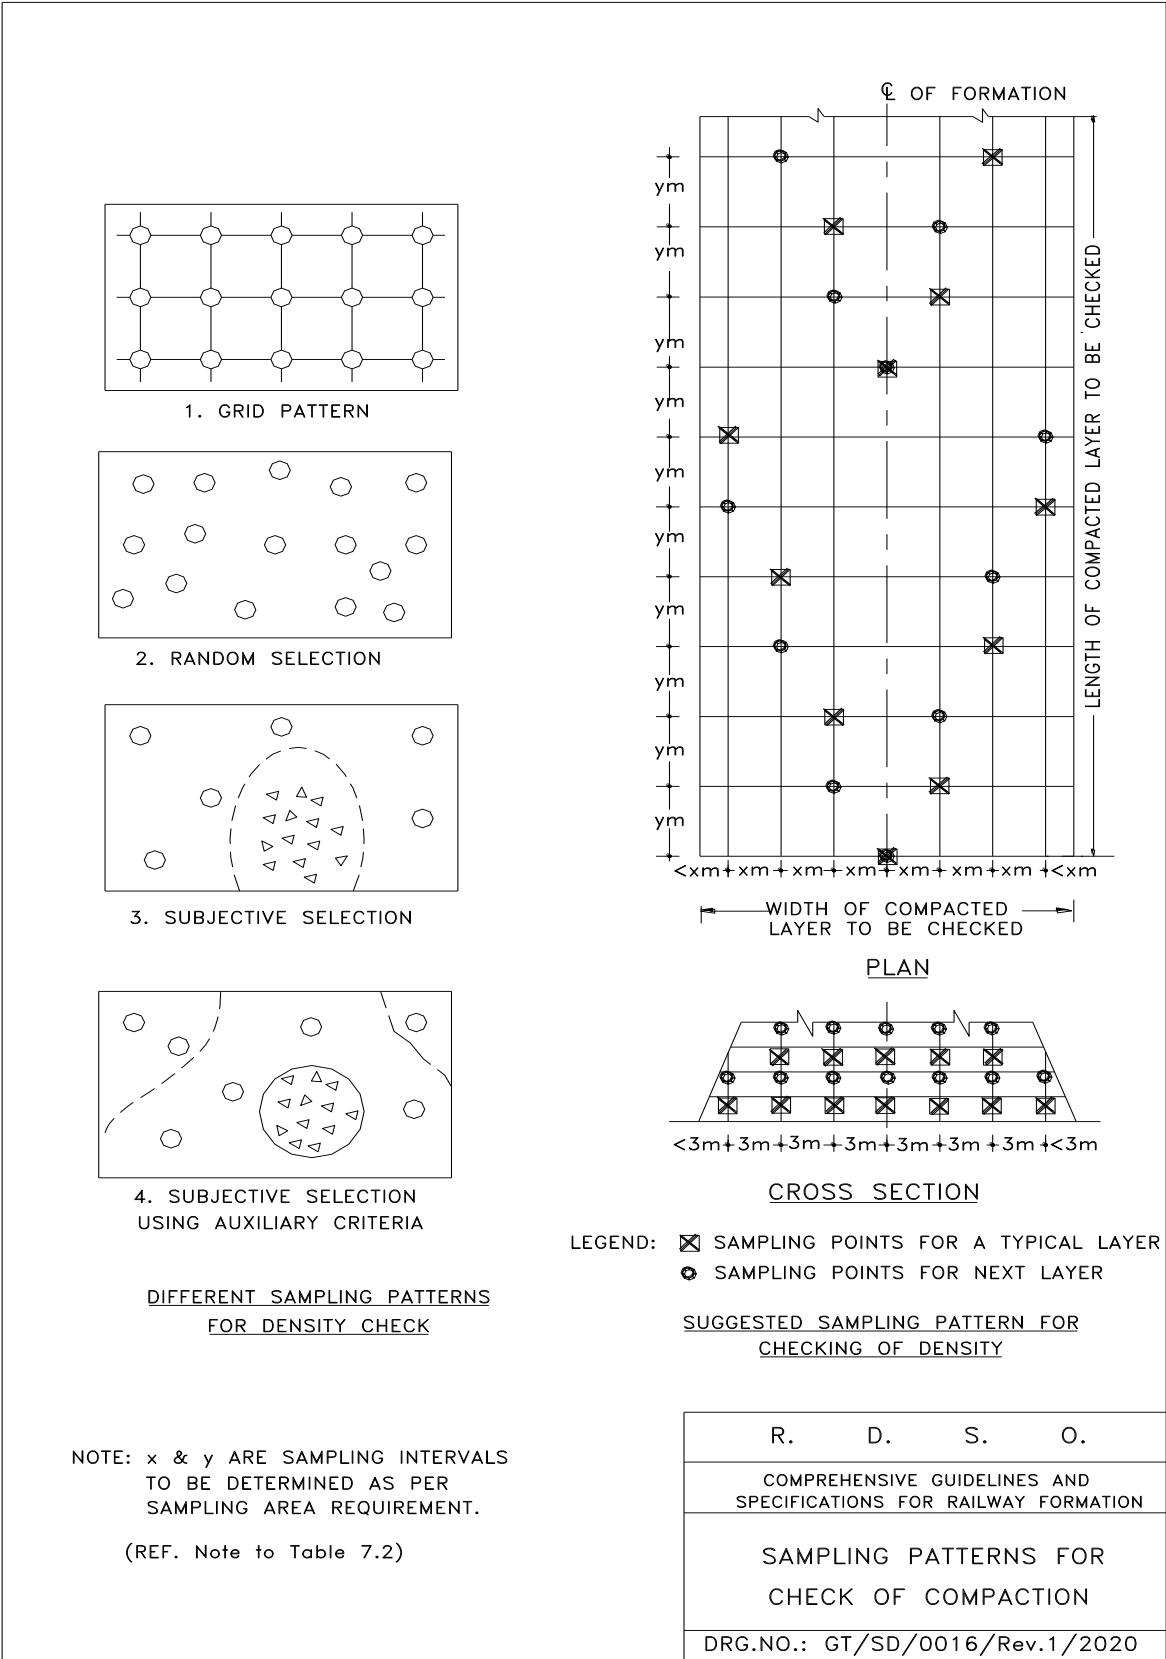 1. GRID PATTERN
2. RANDOM SELECTION
3. SUBJECTIVE SELECTION
4. SUBJECTIVE SELECTION
USING AUXILIARY CRITERIA
DIFFERENT SAMPLING PATTERNS
FOR DENSITY CHECK
NOTE: x & y ARE SAMPLING INTERVALS
TO BE DETERMINED AS PER
SAMPLING AREA REQUIREMENT.
(REF. Note to Table 7.2)
℄ OF FORMATION
ym
ym
ym
ym
ym
ym
ym
ym
ym
ym
LENGTH OF COMPACTED LAYER TO BE CHECKED
<xm xm xm xm xm xm xm <xm
WIDTH OF COMPACTED
LAYER TO BE CHECKED
PLAN
<3m 3m 3m 3m 3m 3m 3m <3m
CROSS SECTION
LEGEND: SAMPLING POINTS FOR A TYPICAL LAYER
SAMPLING POINTS FOR NEXT LAYER
SUGGESTED SAMPLING PATTERN FOR
CHECKING OF DENSITY
R. D. S. O.
COMPREHENSIVE GUIDELINES AND
SPECIFICATIONS FOR RAILWAY FORMATION
SAMPLING PATTERNS FOR
CHECK OF COMPACTION
DRG.NO.: GT/SD/0016/Rev.1/2020